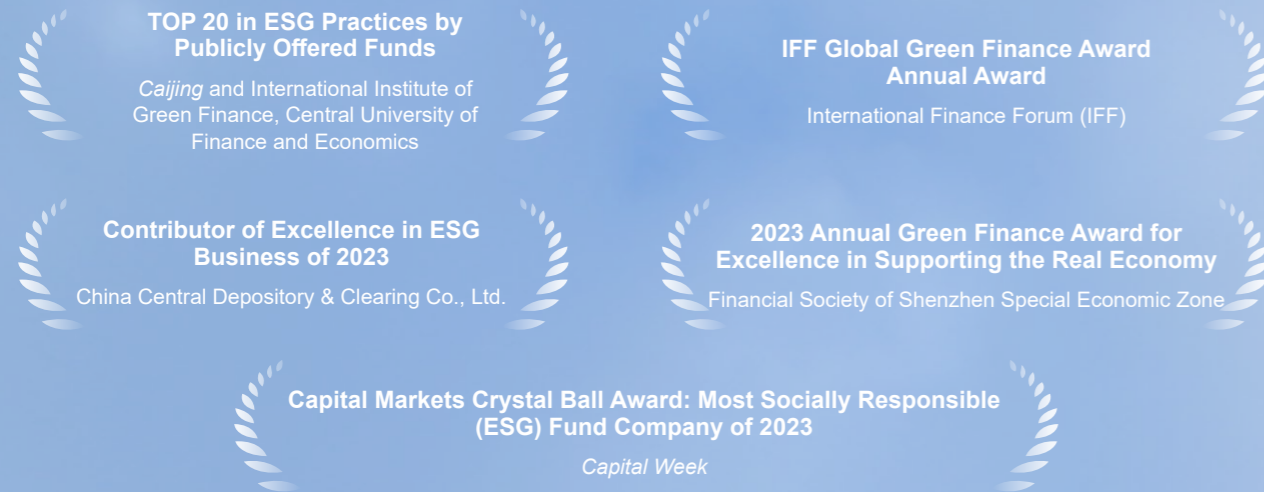 TOP 20 in ESG Practices by
Publicly Offered Funds
Caijing and International Institute of
Green Finance, Central University of
Finance and Economics
IFF Global Green Finance Award
Annual Award
International Finance Forum (IFF)
Contributor of Excellence in ESG
Business of 2023
China Central Depository & Clearing Co., Ltd.
2023 Annual Green Finance Award for
Excellence in Supporting the Real Economy
Financial Society of Shenzhen Special Economic Zone
Capital Markets Crystal Ball Award: Most Socially Responsible
(ESG) Fund Company of 2023
Capital Week